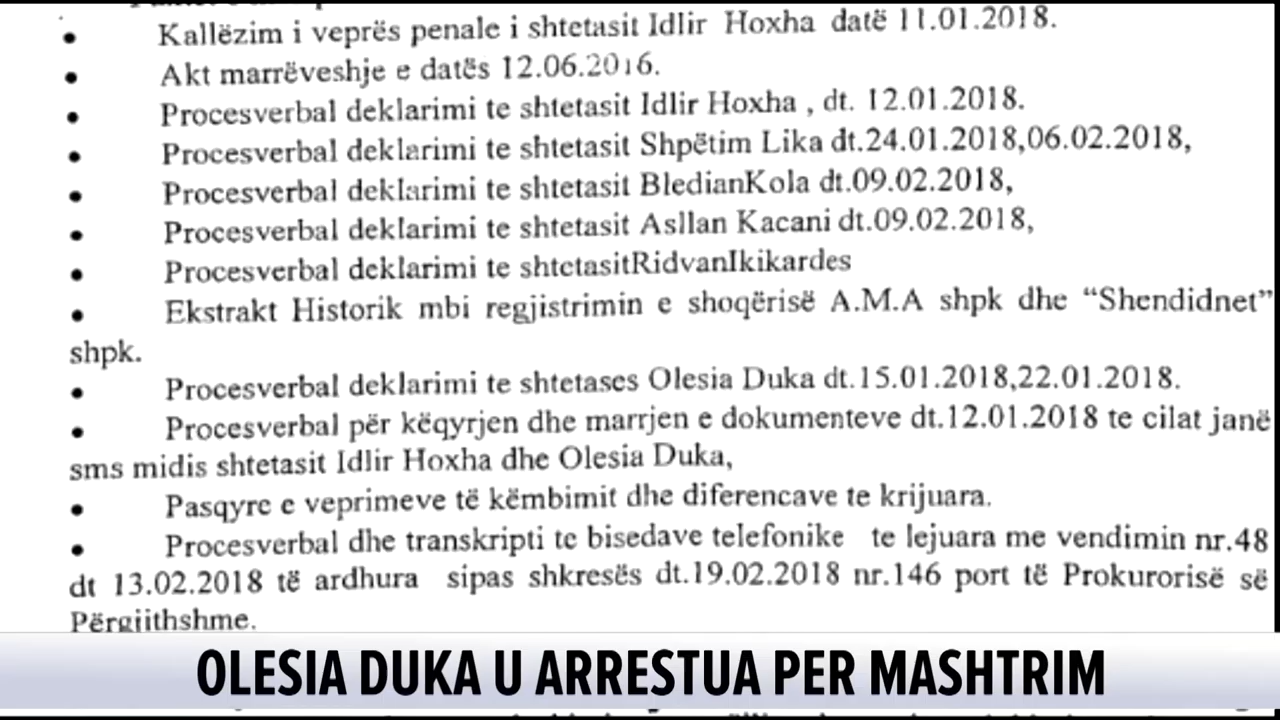 • Kallëzim i veprës penale i shtetasit Idlir Hoxha datë 11.01.2018.
• Akt marrëveshje e datës 12.06.2016.
• Procesverbal deklarimi te shtetasit Idlir Hoxha , dt. 12.01.2018.
• Procesverbal deklarimi te shtetasit Shpëtim Lika dt.24.01.2018,06.02.2018,
• Procesverbal deklarimi te shtetasit BledianKola dt.09.02.2018,
• Procesverbal deklarimi te shtetasit Asllan Kacani dt.09.02.2018,
• Procesverbal deklarimi te shtetasitRidvanIkikardes
• Ekstrakt Historik mbi regjistrimin e shoqërisë A.M.A shpk dhe “Shendidnet”
shpk.
• Procesverbal deklarimi te shtetases Olesia Duka dt.15.01.2018,22.01.2018.
• Procesverbal për këqyrjen dhe marrjen e dokumenteve dt.12.01.2018 te cilat janë
sms midis shtetasit Idlir Hoxha dhe Olesia Duka,
• Pasqyre e veprimeve të këmbimit dhe diferencave te krijuara.
• Procesverbal dhe transkripti te bisedave telefonike te lejuara me vendimin nr.48
dt 13.02.2018 të ardhura sipas shkresës dt.19.02.2018 nr.146 port të Prokurorisë së
Përgjithshme.
OLESIA DUKA U ARRESTUA PER MASHTRIM